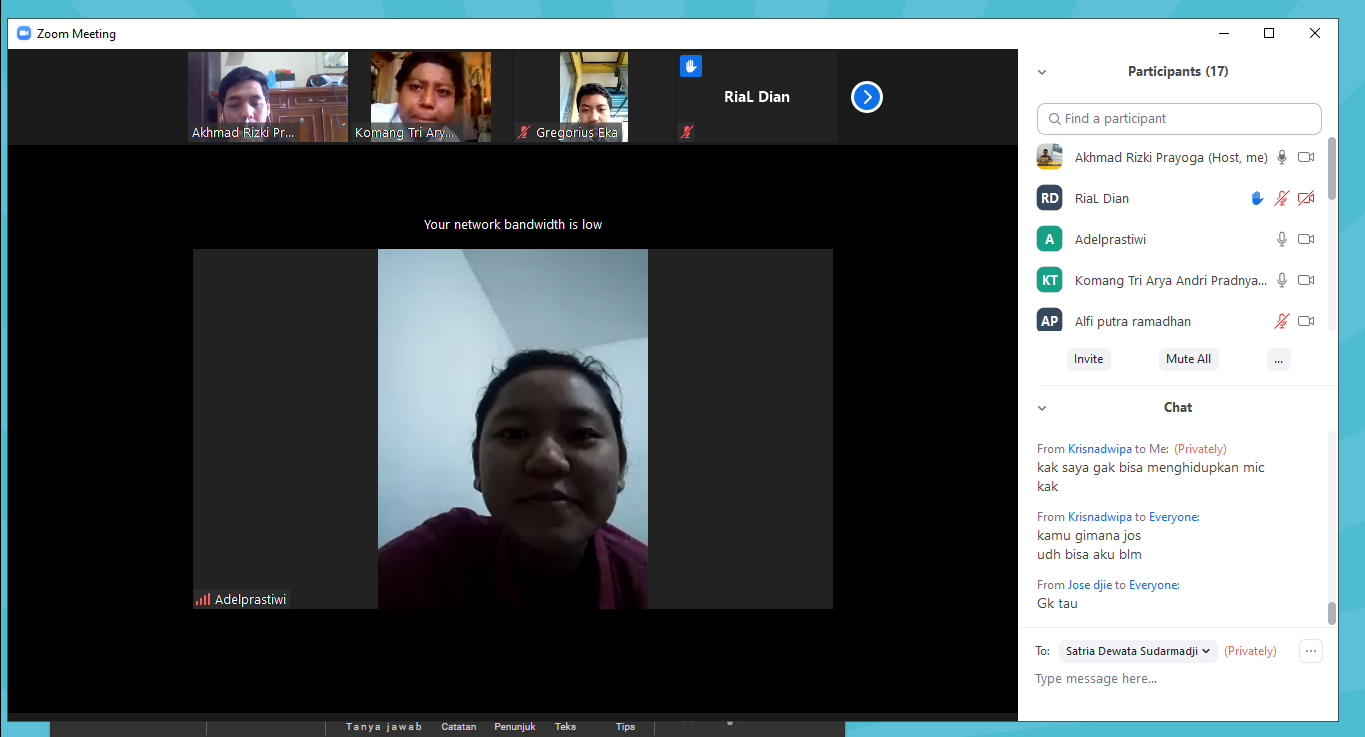 Zoom Meeting
Akhmad Rizki Pr...
Komang Tri Ary...
Gregorius Eka
RiaL Dian
Your network bandwidth is low
Adelprastiwi
Participants (17)
Find a participant
Akhmad Rizki Prayoga (Host, me)
RD RiaL Dian
A Adelprastiwi
KT Komang Tri Arya Andri Pradnya...
AP Alfi putra ramadhan
Invite Mute All ...
Chat
From Krisnadwipa to Me: (Privately)
kak saya gak bisa menghidupkan mic
kak
From Krisnadwipa to Everyone:
kamu gimana jos
udh bisa aku blm
From Jose djie to Everyone:
Gk tau
To: Satria Dewata Sudarmadji (Privately) ...
Type message here...
Tanya jawab Catatan Penunjuk Teks Tips